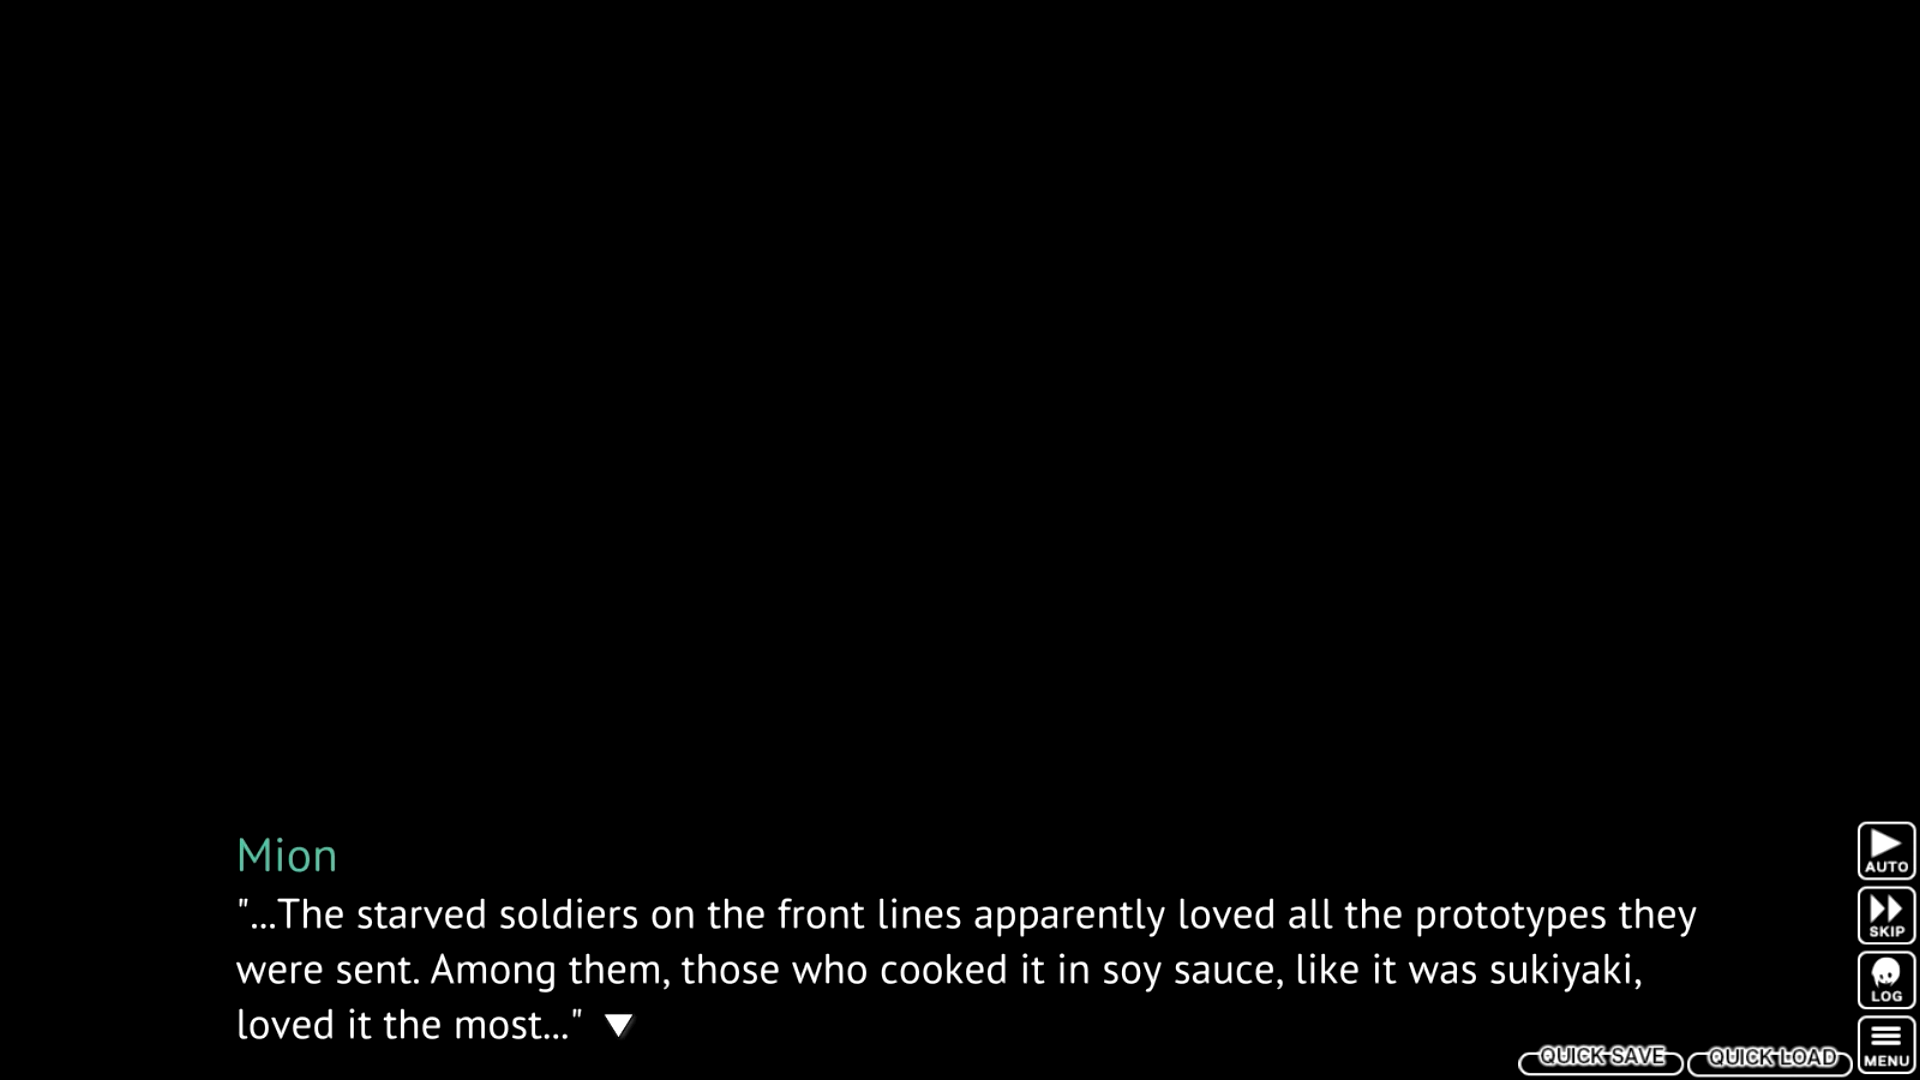 Mion
"...The starved soldiers on the front lines apparently loved all the prototypes they
were sent. Among them, those who cooked it in soy sauce, like it was sukiyaki,
loved it the most..."
AUTO
SKIP
LOG
MENU
QUICK SAVE
QUICK LOAD